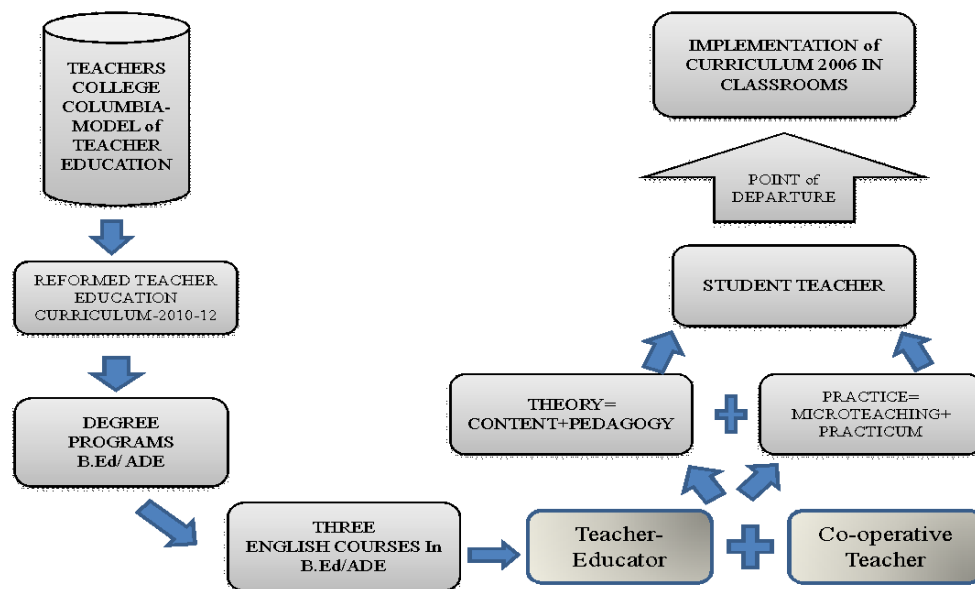 TEACHERS
COLLEGE
COLUMBIA-
MODEL of
TEACHER
EDUCATION
REFORMED TEACHER
EDUCATION
CURRICULUM-2010-12
DEGREE
PROGRAMS
B.Ed/ ADE
THREE
ENGLISH COURSES In
B.Ed/ADE
Teacher-
Educator
Co-operative
Teacher
THEORY=
CONTENT+PEDAGOGY
PRACTICE=
MICROTEACHING+
PRACTICUM
STUDENT TEACHER
POINT of
DEPARTURE
IMPLEMENTATION of
CURRICULUM 2006 IN
CLASSROOMS